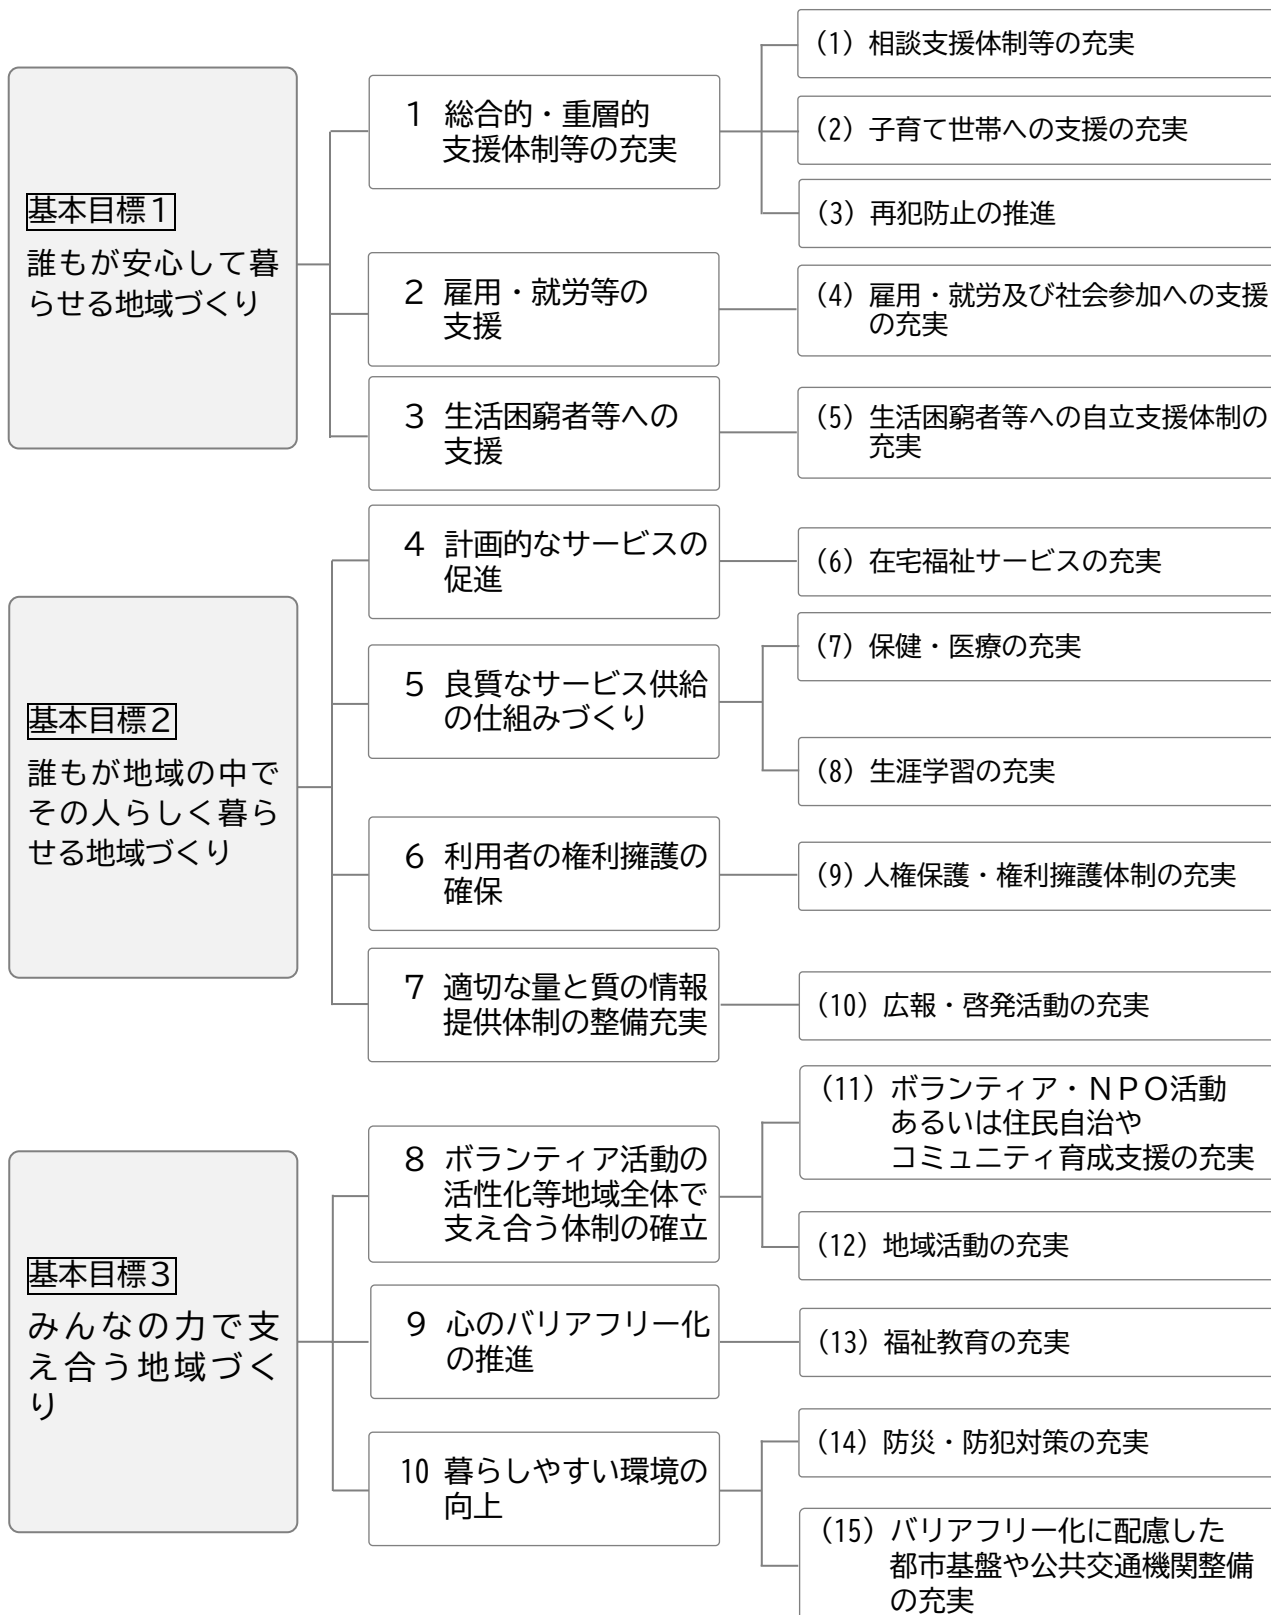 基本目標１
誰もが安心して暮
らせる地域づくり
１ 総合的・重層的
支援体制等の充実
(1) 相談支援体制等の充実
(2) 子育て世帯への支援の充実
(3) 再犯防止の推進
２ 雇用・就労等の
支援
(4) 雇用・就労及び社会参加への支援
の充実
３ 生活困窮者等への
支援
(5) 生活困窮者等への自立支援体制の
充実
基本目標２
誰もが地域の中で
その人らしく暮ら
せる地域づくり
４ 計画的なサービスの
促進
(6) 在宅福祉サービスの充実
５ 良質なサービス供給
の仕組みづくり
(7) 保健・医療の充実
(8) 生涯学習の充実
６ 利用者の権利擁護の
確保
(9) 人権保護・権利擁護体制の充実
７ 適切な量と質の情報
提供体制の整備充実
(10) 広報・啓発活動の充実
基本目標３
みんなの力で支
え合う地域づく
り
８ ボランティア活動の
活性化等地域全体で
支え合う体制の確立
(11) ボランティア・ＮＰＯ活動
あるいは住民自治や
コミュニティ育成支援の充実
(12) 地域活動の充実
９ 心のバリアフリー化
の推進
(13) 福祉教育の充実
10 暮らしやすい環境の
向上
(14) 防災・防犯対策の充実
(15) バリアフリー化に配慮した
都市基盤や公共交通機関整備
の充実